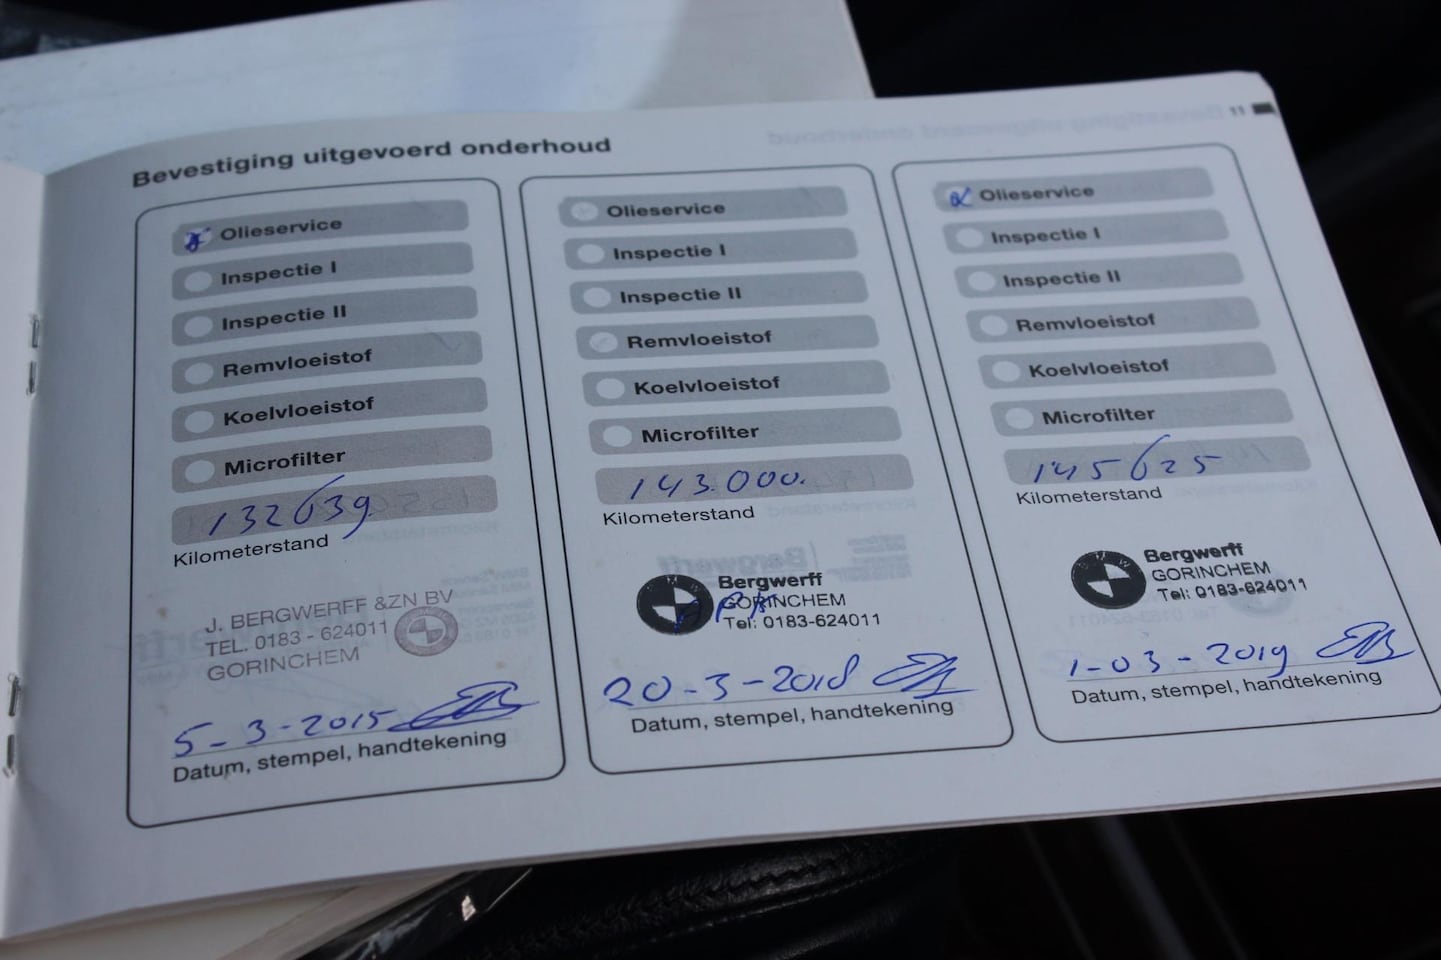 11
Bevestiging uitgevoerd onderhoud
Olieservice
Inspectie I
Inspectie II
Remvloeistof
Koelvloeistof
Microfilter
132639
Kilometerstand
J. BERGWERFF &ZN BV
TEL. 0183 - 624011
GORINCHEM
5-3-2015
Datum, stempel, handtekening
Olieservice
Inspectie I
Inspectie II
Remvloeistof
Koelvloeistof
Microfilter
143.000.
Kilometerstand
Bergwerff
GORINCHEM
APK
Tel: 0183-624011
20-3-2018
Datum, stempel, handtekening
Olieservice
Inspectie I
Inspectie II
Remvloeistof
Koelvloeistof
Microfilter
145625
Kilometerstand
Bergwerff
GORINCHEM
Tel: 0183-624011
1-03-2019
Datum, stempel, handtekening